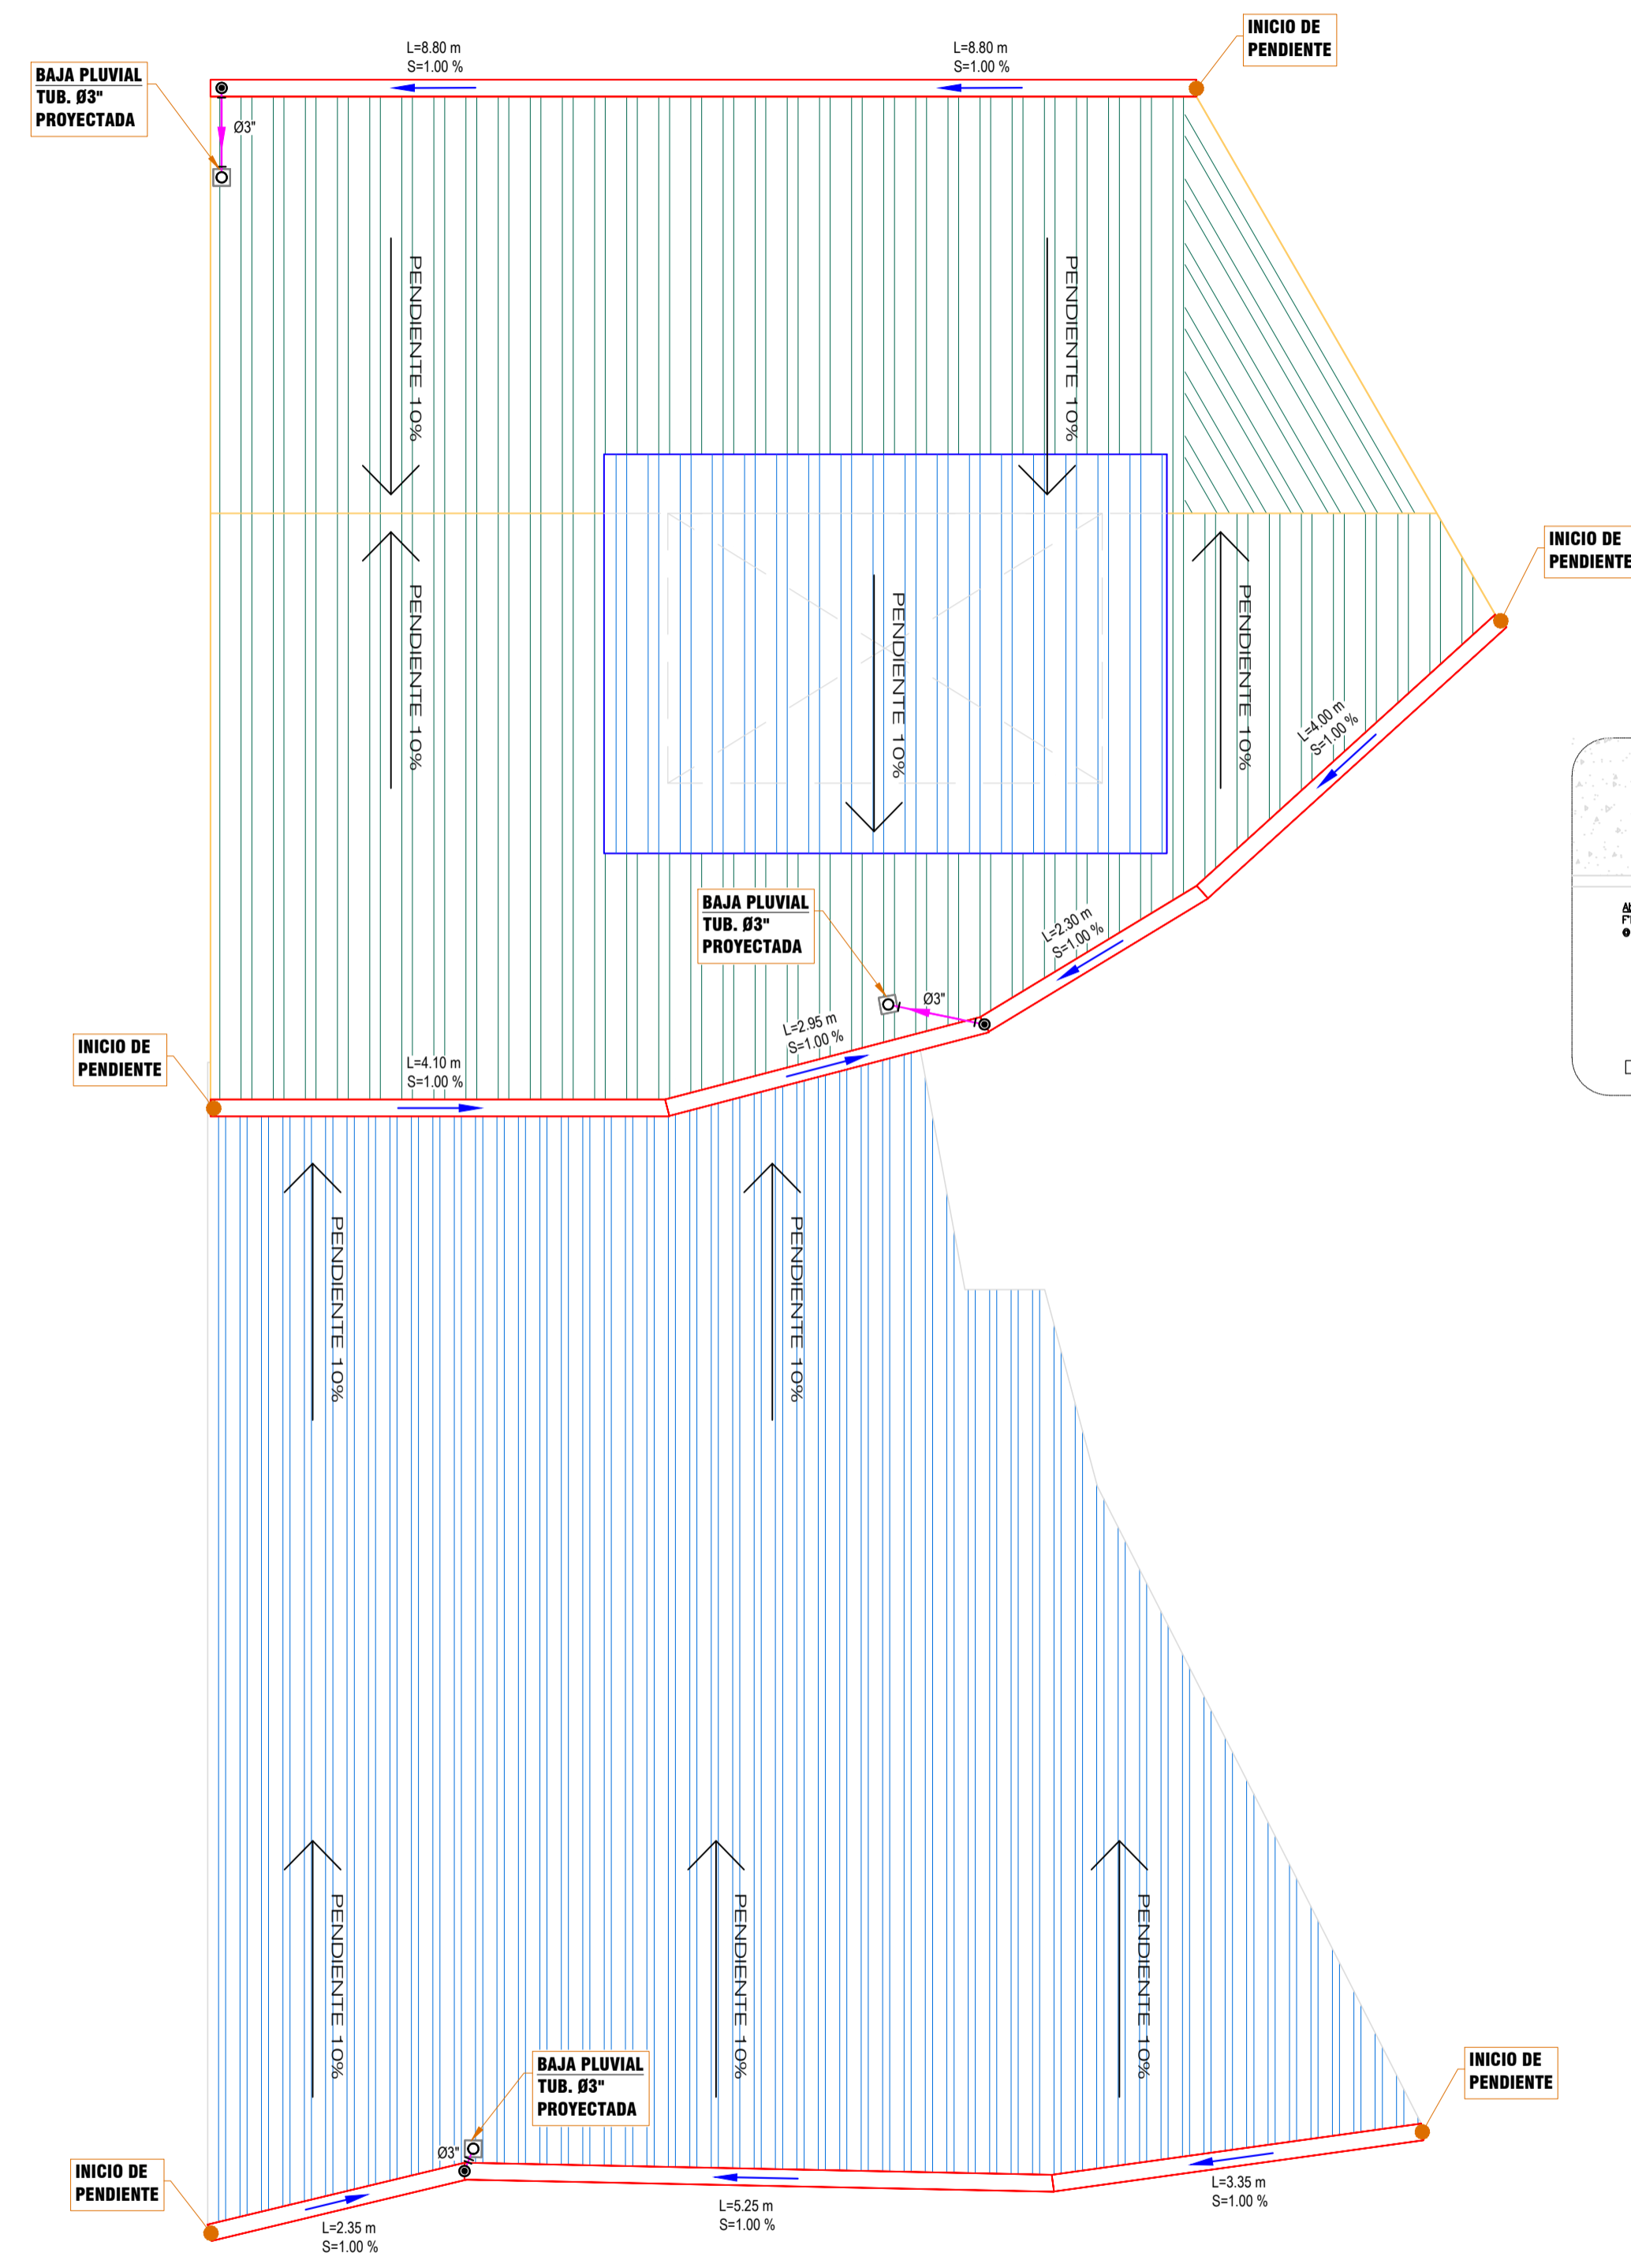 INICIO DE
PENDIENTE
L=8.80 m
S=1.00 %
L=8.80 m
S=1.00 %
BAJA PLUVIAL
TUB. Ø3"
PROYECTADA
Ø3"
PENDIENTE 10%
PENDIENTE 10%
INICIO DE
PENDIENTE
PENDIENTE 10%
PENDIENTE 10%
PENDIENTE 10%
L=4.00 m
S=1.00 %
BAJA PLUVIAL
TUB. Ø3"
PROYECTADA
L=2.30 m
S=1.00 %
Ø3"
L=2.95 m
S=1.00 %
INICIO DE
PENDIENTE
L=4.10 m
S=1.00 %
PENDIENTE 10%
PENDIENTE 10%
PENDIENTE 10%
PENDIENTE 10%
PENDIENTE 10%
BAJA PLUVIAL
TUB. Ø3"
PROYECTADA
Ø3"
INICIO DE
PENDIENTE
INICIO DE
PENDIENTE
L=3.35 m
S=1.00 %
L=5.25 m
S=1.00 %
L=2.35 m
S=1.00 %